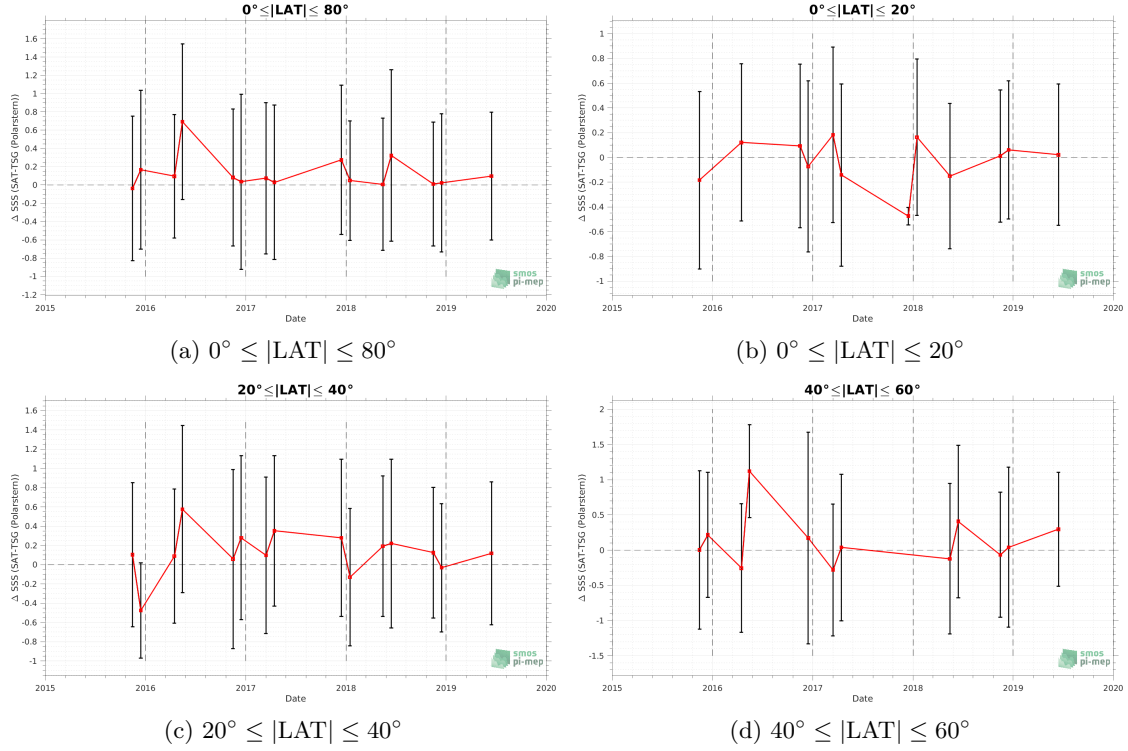 0°≤|LAT|≤ 80°
1.6
1.4
1.2
1
0.8
0.6
0.4
0.2
0
-0.2
-0.4
-0.6
-0.8
-1
-1.2
Δ SSS (SAT-TSG (Polarstern))
2015 2016 2017 2018 2019 2020
Date
smos
pi-mep
(a) 0° ≤ |LAT| ≤ 80°
0°≤|LAT|≤ 20°
1
0.8
0.6
0.4
0.2
0
-0.2
-0.4
-0.6
-0.8
-1
Δ SSS (SAT-TSG (Polarstern))
2015 2016 2017 2018 2019 2020
Date
smos
pi-mep
(b) 0° ≤ |LAT| ≤ 20°
20°≤|LAT|≤ 40°
1.6
1.4
1.2
1
0.8
0.6
0.4
0.2
0
-0.2
-0.4
-0.6
-0.8
-1
Δ SSS (SAT-TSG (Polarstern))
2015 2016 2017 2018 2019 2020
Date
smos
pi-mep
(c) 20° ≤ |LAT| ≤ 40°
40°≤|LAT|≤ 60°
2
1.5
1
0.5
0
-0.5
-1
-1.5
Δ SSS (SAT-TSG (Polarstern))
2015 2016 2017 2018 2019 2020
Date
smos
pi-mep
(d) 40° ≤ |LAT| ≤ 60°